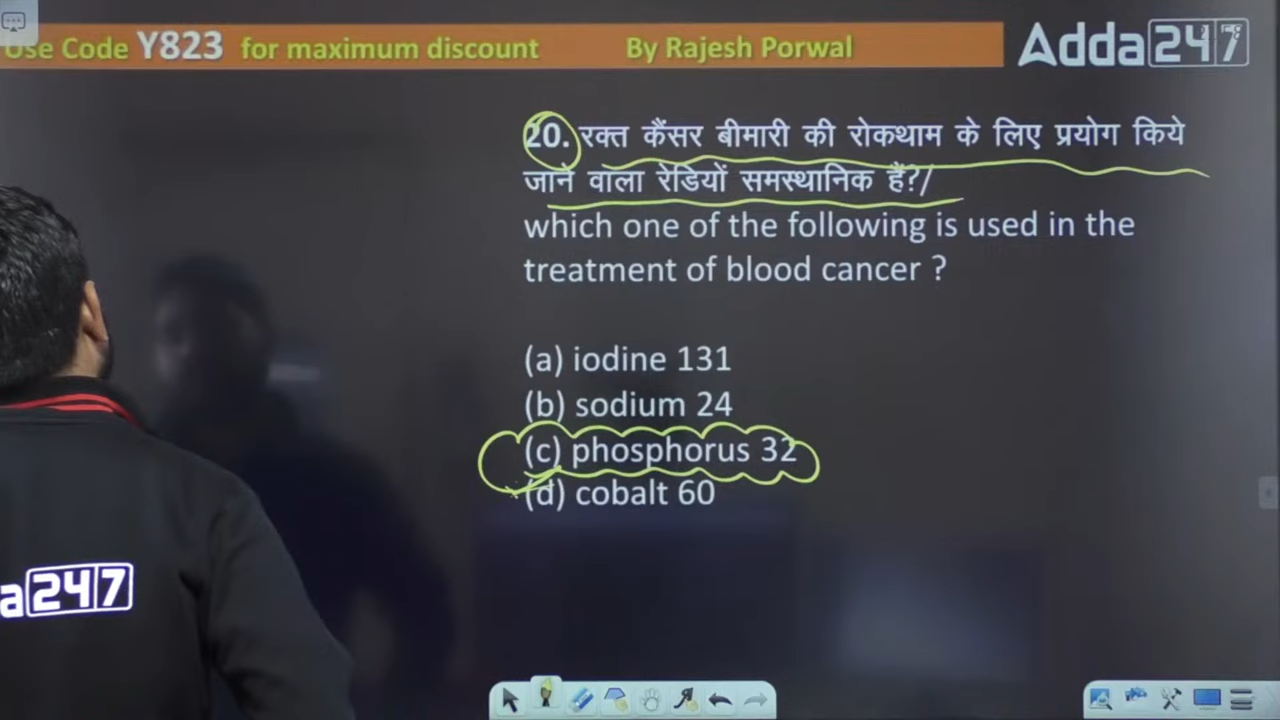 Use Code Y823 for maximum discount By Rajesh Porwal
Adda247
20. रक्त कैंसर बीमारी की रोकथाम के लिए प्रयोग किये
जाने वाला रेडियों समस्थानिक हैं?/
which one of the following is used in the
treatment of blood cancer ?
(a) iodine 131
(b) sodium 24
(c) phosphorus 32
(d) cobalt 60
a247